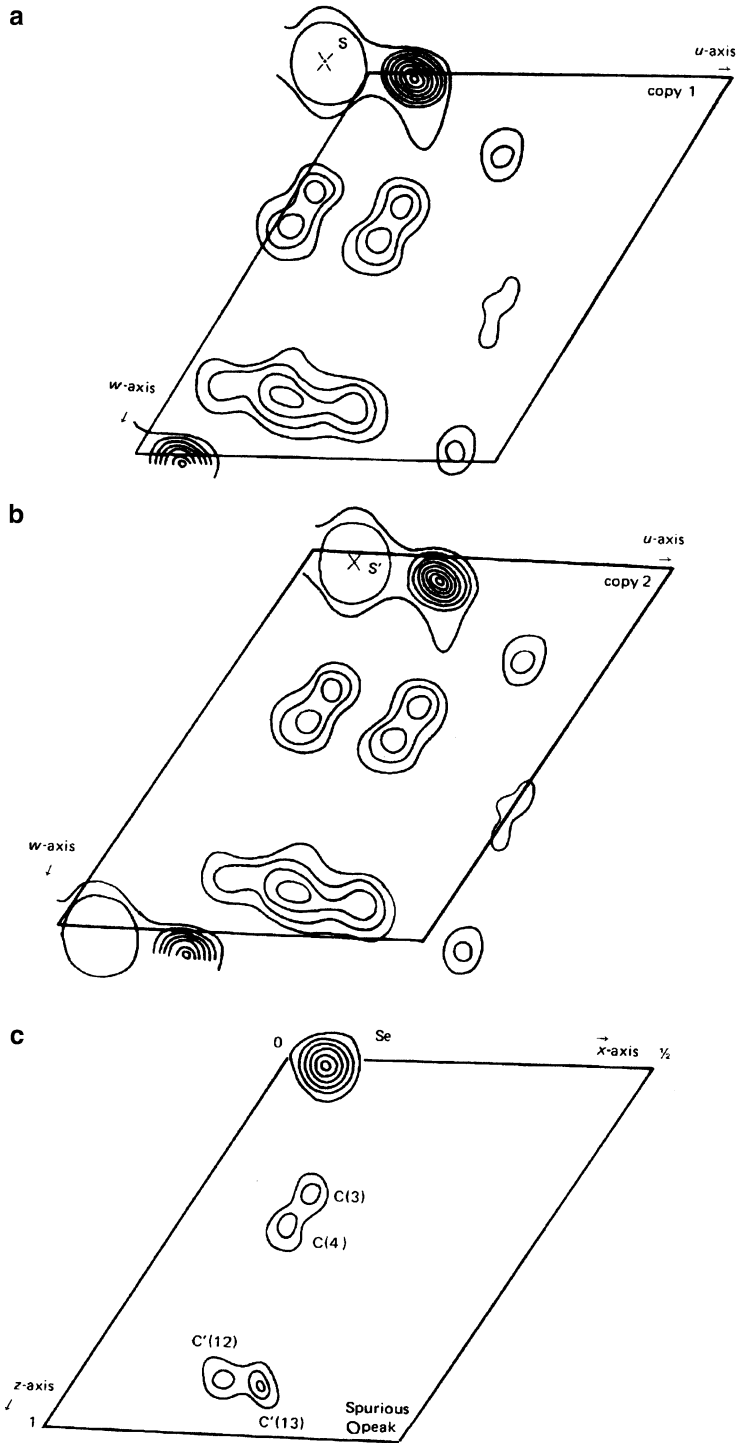 a
S
u-axis
→
copy 1
w-axis
↓
b
u-axis
→
S'
copy 2
w-axis
↓
c
0
Se
→
x-axis
½
C(3)
C(4)
C'(12)
z-axis
↓
1
C'(13)
Spurious
peak